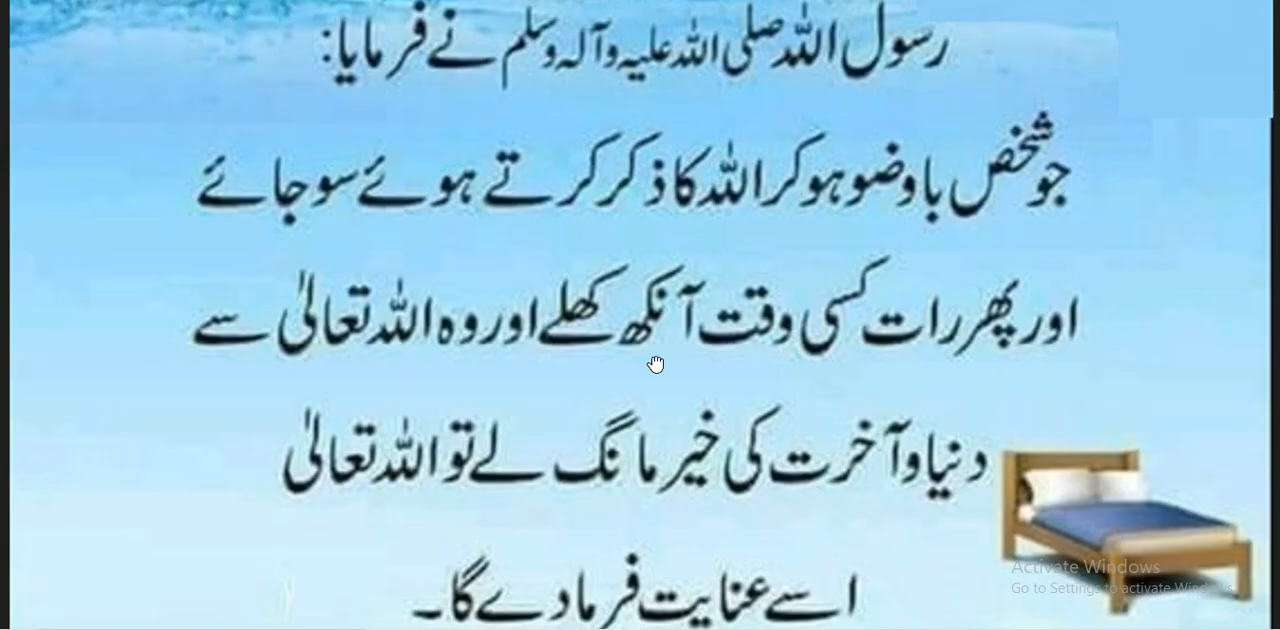 رسول اللہ صلی اللہ علیہ وآلہ وسلم نے فرمایا:
جو شخص باوضو ہو کر اللہ کا ذکر کرتے ہوئے سو جائے
اور پھر رات کسی وقت آنکھ کھلے اور وہ اللہ تعالیٰ سے
دنیا و آخرت کی خیر مانگ لے تو اللہ تعالیٰ
اسے عنایت فرما دے گا۔
Activate Windows
Go to Settings to activate Windows.